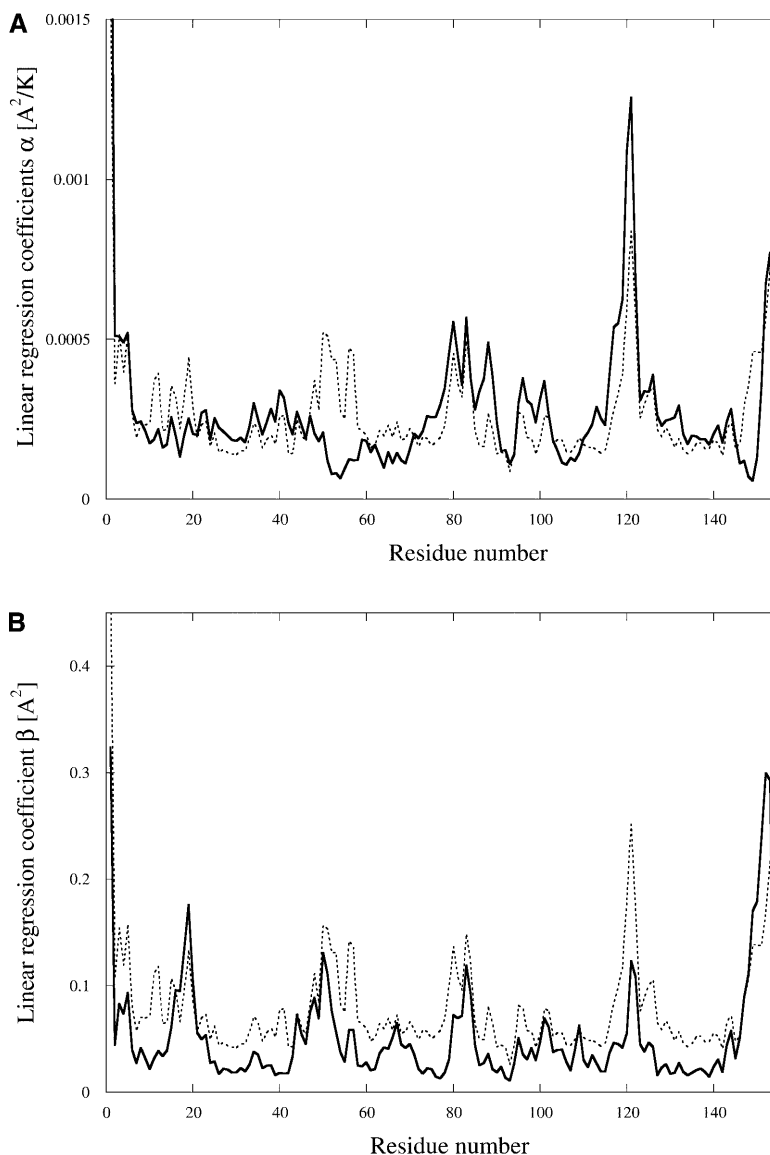 A
0.0015
0.001
0.0005
0
Linear regression coefficients α [A^2/K]
0 20 40 60 80 100 120 140
Residue number
B
0.4
0.3
0.2
0.1
0
Linear regression coefficient β [A^2]
0 20 40 60 80 100 120 140
Residue number